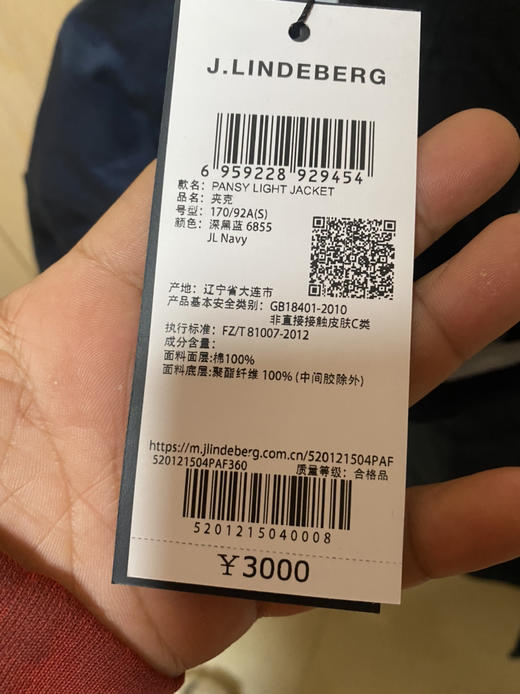 J.LINDEBERG
6 959228 929454
款名: PANSY LIGHT JACKET
品名: 夹克
号型: 170/92A(S)
颜色: 深黑蓝 6855
JL Navy
产地: 辽宁省大连市
产品基本安全类别: GB18401-2010
非直接接触皮肤C类
执行标准: FZ/T 81007-2012
成分含量:
面料面层:棉100%
面料底层:聚酯纤维 100% (中间胶除外)
https://m.jlindeberg.com.cn/520121504PAF
520121504PAF360 质量等级: 合格品
5201215040008
¥3000